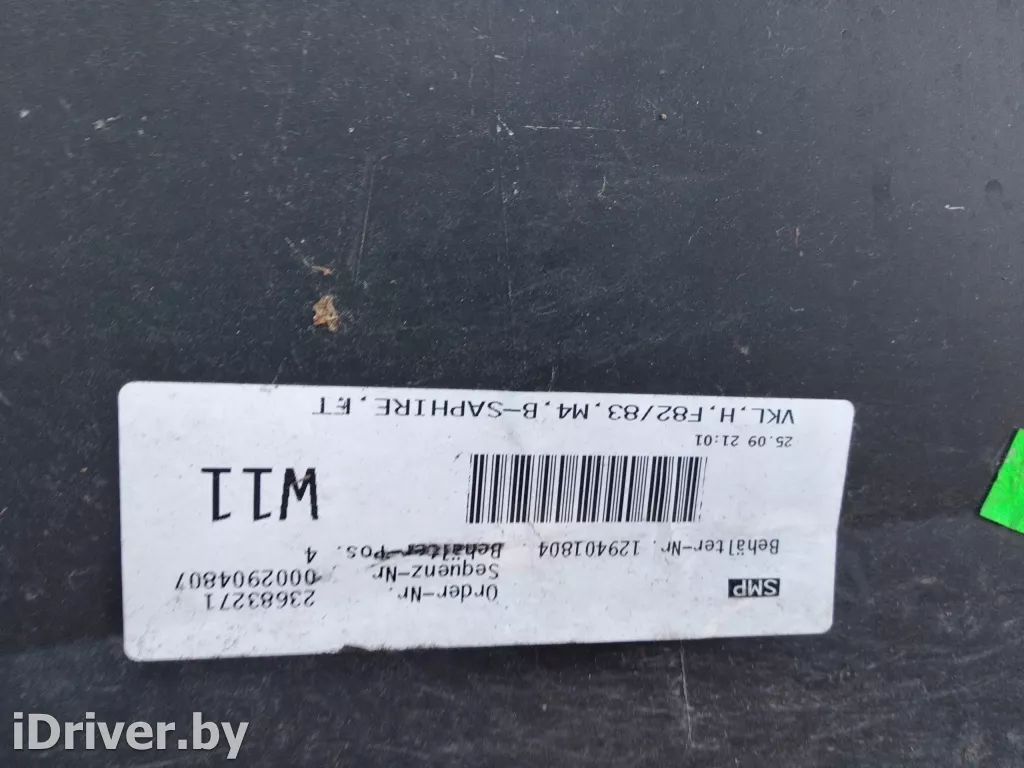 SMP
Order-Nr. 23683271
Sequenz-Nr. 0002904807
Behälter-Nr. 129401804 Behälter-Pos. 4
W11
25.09 21:01
VKL,H,F82/83,M4,B-SAPHIRE,FT
iDriver.by